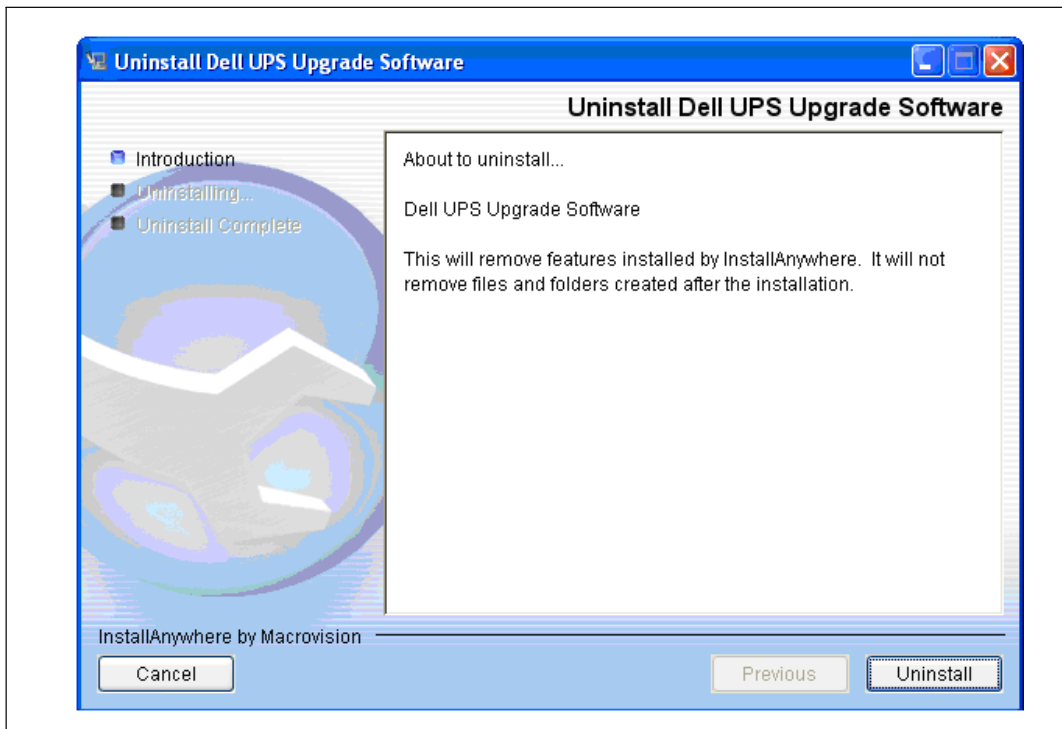 Uninstall Dell UPS Upgrade Software
Uninstall Dell UPS Upgrade Software
Introduction
Uninstalling...
Uninstall Complete
About to uninstall...
Dell UPS Upgrade Software
This will remove features installed by InstallAnywhere. It will not
remove files and folders created after the installation.
InstallAnywhere by Macrovision
Cancel
Previous
Uninstall